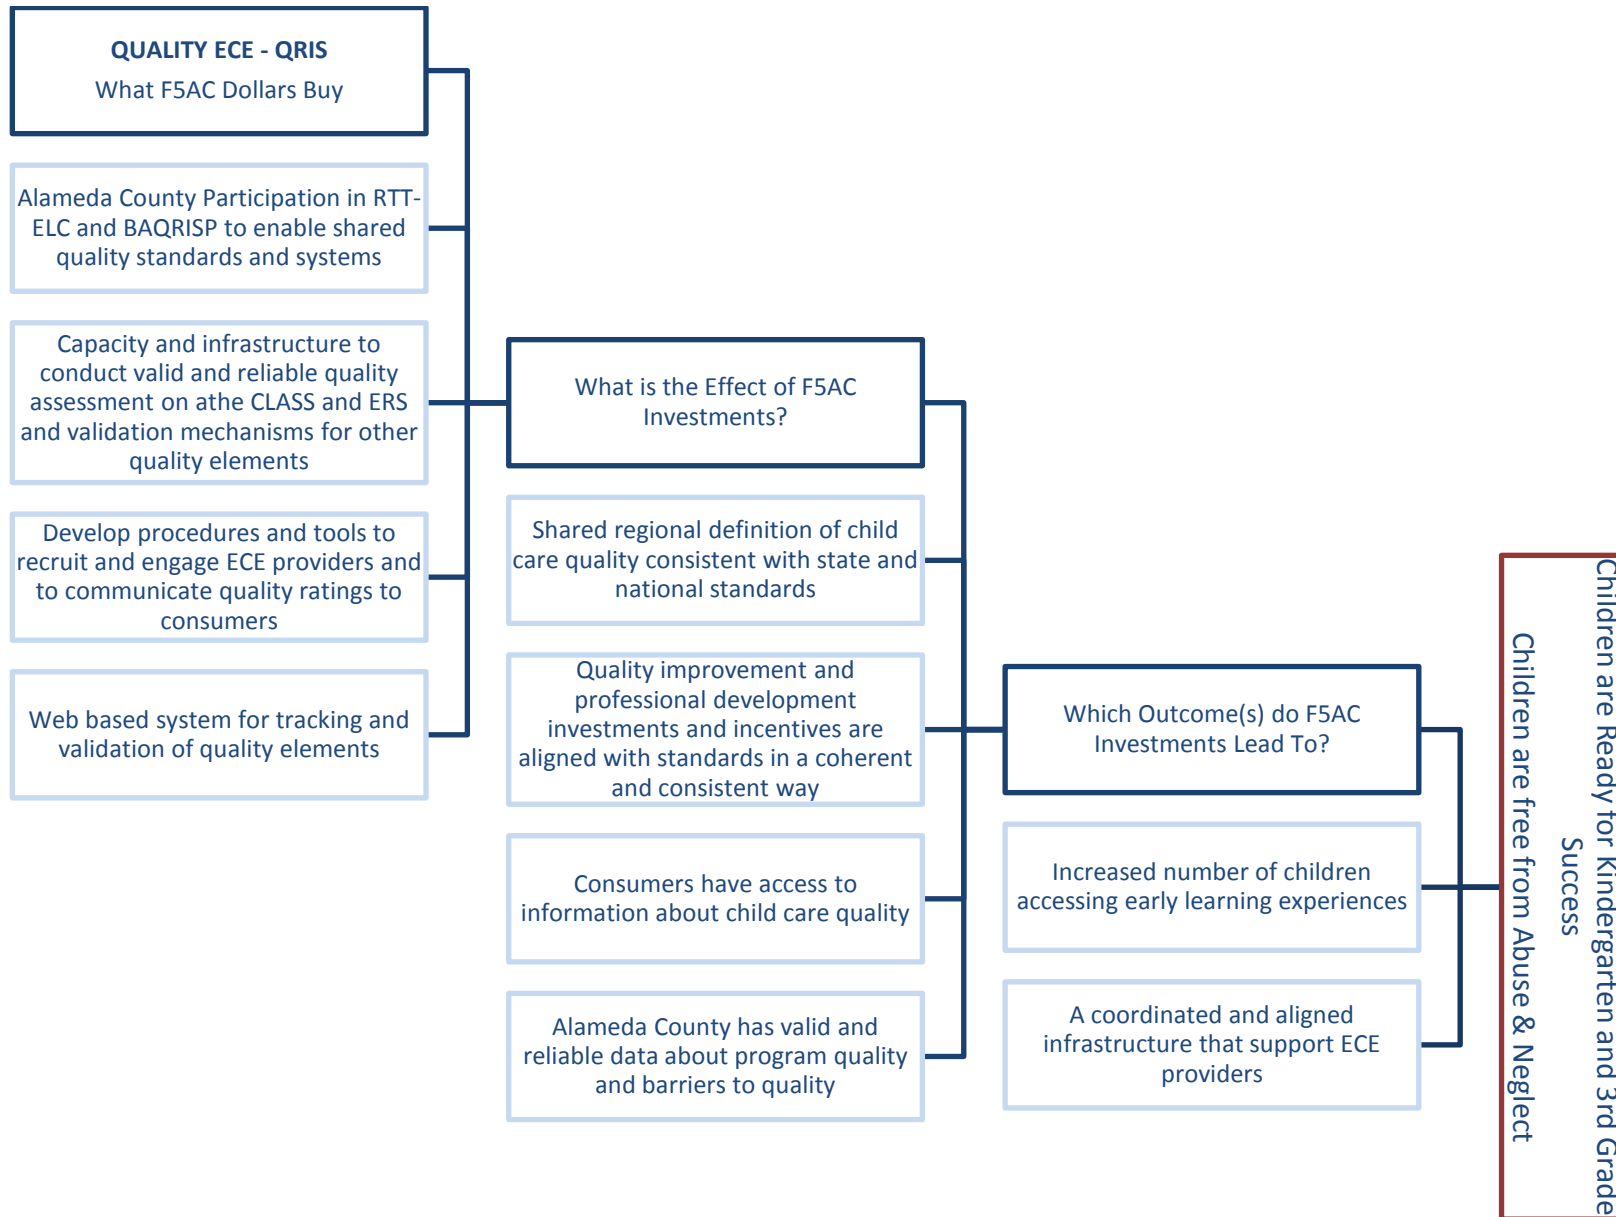 QUALITY ECE - QRIS
What F5AC Dollars Buy
Alameda County Participation in RTT-
ELC and BAQRISP to enable shared
quality standards and systems
Capacity and infrastructure to
conduct valid and reliable quality
assessment on athe CLASS and ERS
and validation mechanisms for other
quality elements
Develop procedures and tools to
recruit and engage ECE providers and
to communicate quality ratings to
consumers
Web based system for tracking and
validation of quality elements
What is the Effect of F5AC
Investments?
Shared regional definition of child
care quality consistent with state and
national standards
Quality improvement and
professional development
investments and incentives are
aligned with standards in a coherent
and consistent way
Consumers have access to
information about child care quality
Alameda County has valid and
reliable data about program quality
and barriers to quality
Which Outcome(s) do F5AC
Investments Lead To?
Increased number of children
accessing early learning experiences
A coordinated and aligned
infrastructure that support ECE
providers
Children are Ready for Kindergarten and 3rd Grade
Success
Children are free from Abuse & Neglect